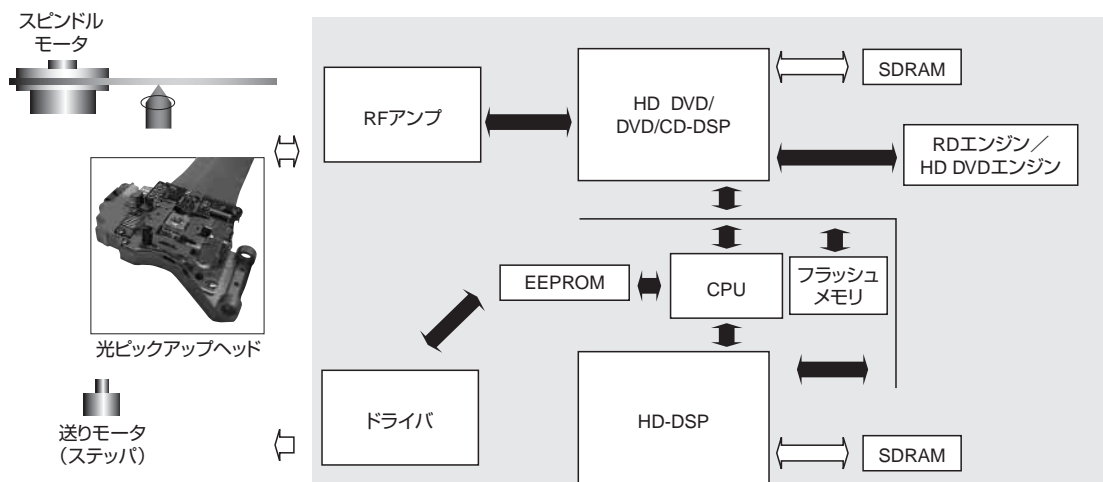 スピンドル
モータ
RFアンプ
HD DVD/
DVD/CD-DSP
SDRAM
RDエンジン／
HD DVDエンジン
EEPROM
CPU
フラッシュ
メモリ
光ピックアップヘッド
ドライバ
HD-DSP
送りモータ
（ステッパ）
SDRAM